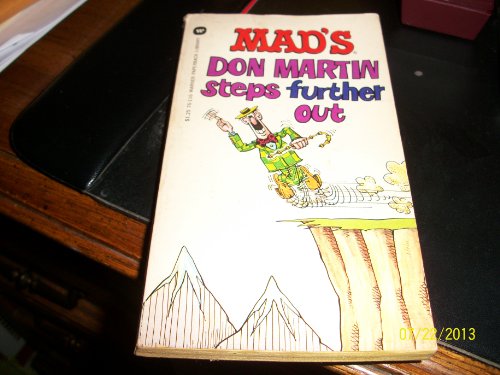 W
MAD'S
DON MARTIN
steps further
out
07/22/2013